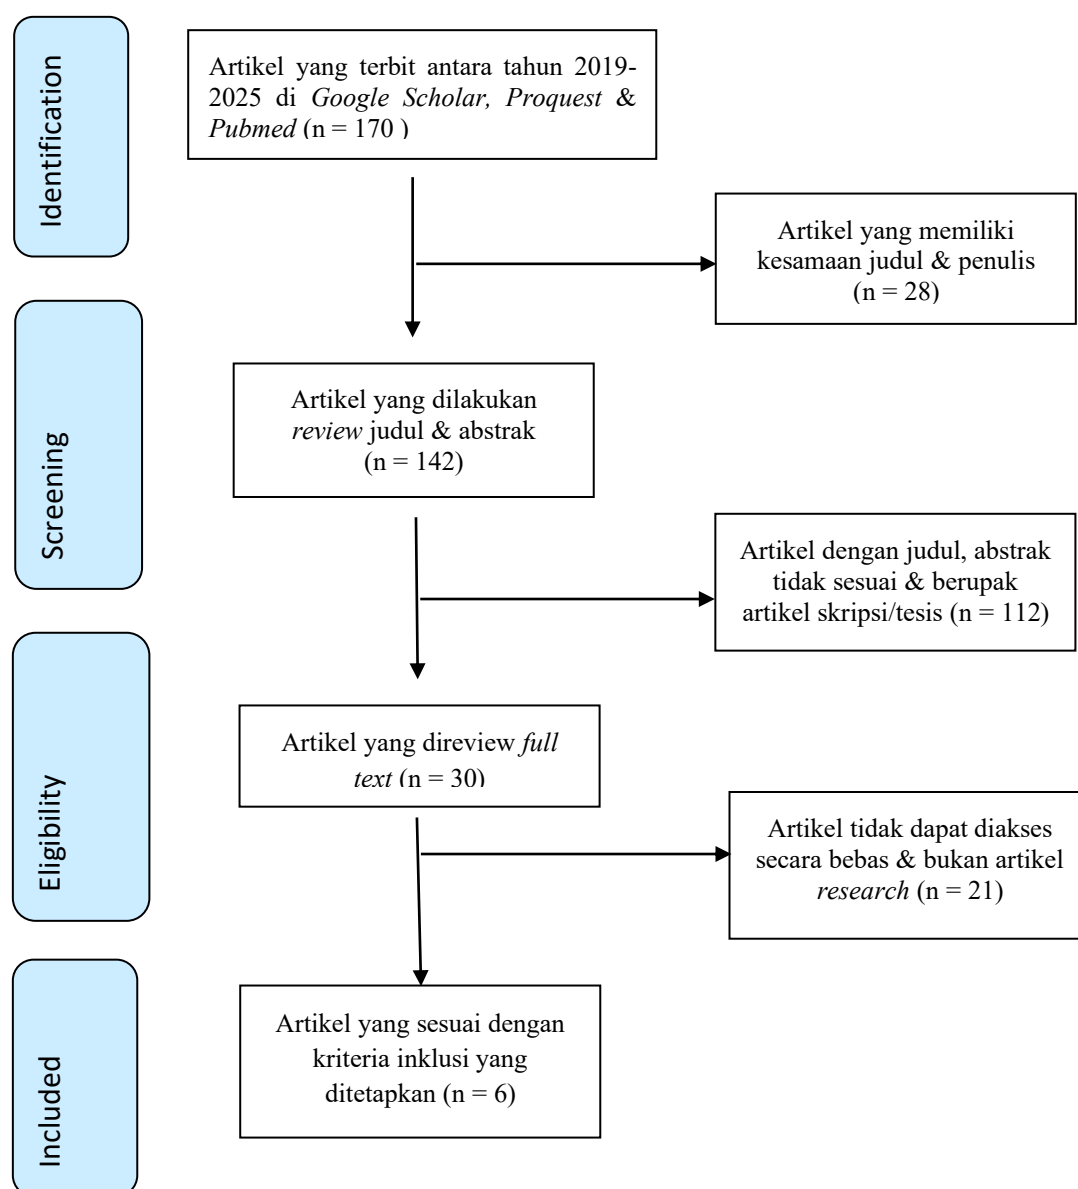 Identification
Artikel yang terbit antara tahun 2019-
2025 di Google Scholar, Proquest &
Pubmed (n = 170 )
Artikel yang memiliki
kesamaan judul & penulis
(n = 28)
Screening
Artikel yang dilakukan
review judul & abstrak
(n = 142)
Artikel dengan judul, abstrak
tidak sesuai & berupak
artikel skripsi/tesis (n = 112)
Eligibility
Artikel yang direview full
text (n = 30)
Artikel tidak dapat diakses
secara bebas & bukan artikel
research (n = 21)
Included
Artikel yang sesuai dengan
kriteria inklusi yang
ditetapkan (n = 6)